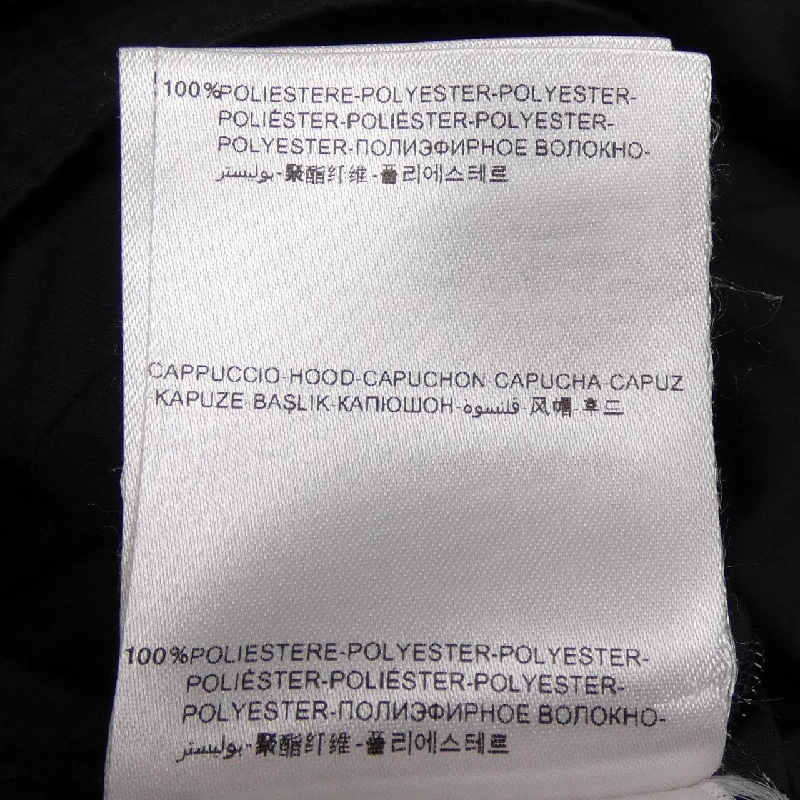 100%POLIESTERE-POLYESTER-POLYESTER-
POLIÉSTER-POLIÉSTER-POLYESTER-
POLYESTER-ПОЛИЭФИРНОЕ ВОЛОКНО-
بوليستر-聚酯纤维-폴리에스테르
CAPPUCCIO-HOOD-CAPUCHON-CAPUCHA-CAPUZ
-KAPUZE-BAŞLIK-КАПЮШОН-قلنسوة-风帽-후드
100%POLIESTERE-POLYESTER-POLYESTER-
POLIÉSTER-POLIÉSTER-POLYESTER-
POLYESTER-ПОЛИЭФИРНОЕ ВОЛОКНО-
بوليستر-聚酯纤维-폴리에스테르